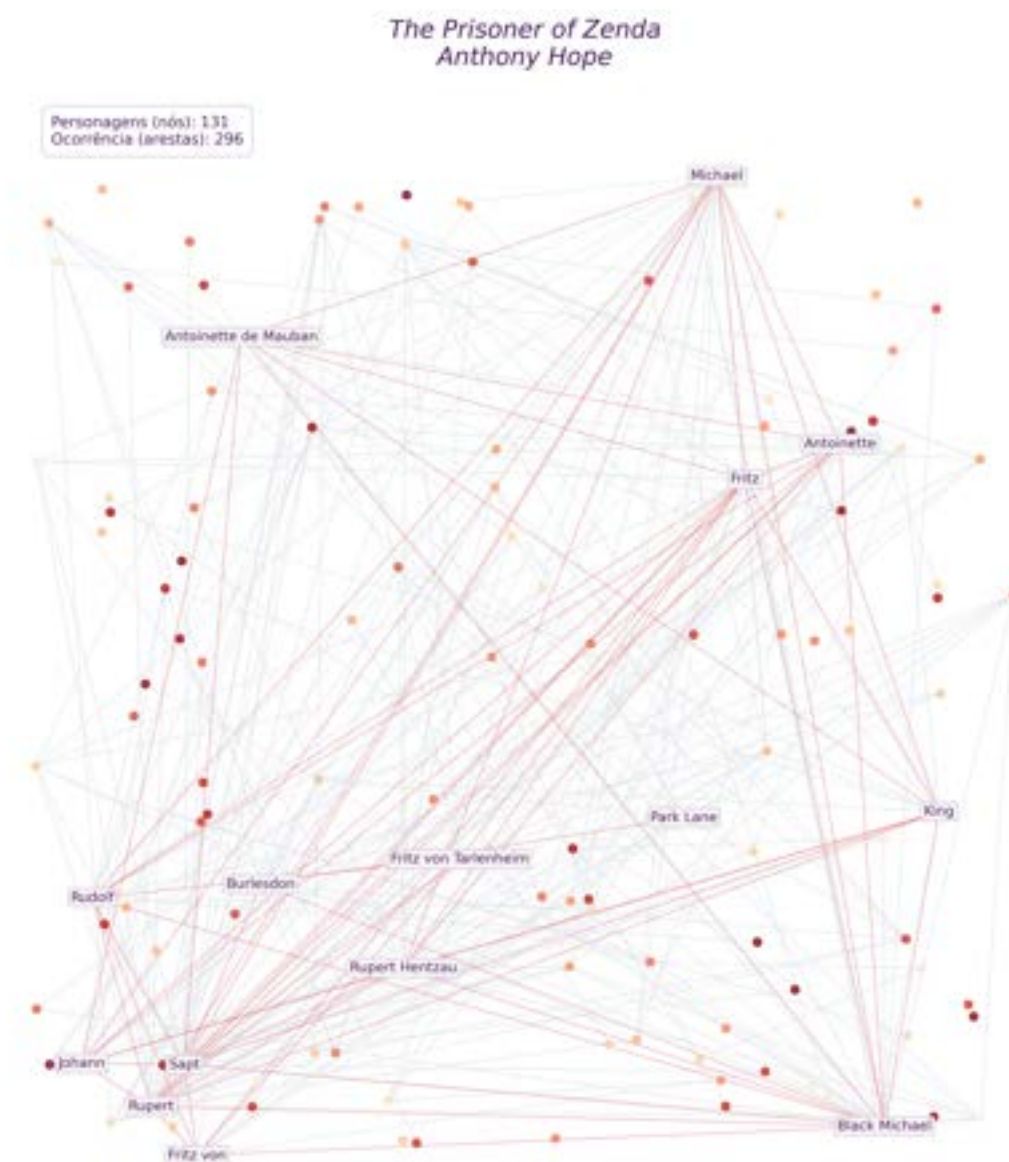 The Prisoner of Zenda
Anthony Hope
Personagens (nós): 131
Ocorrência (arestas): 296
Michael
Antoinette de Mauban
Antoinette
Fritz
King
Park Lane
Fritz von Tarlenheim
Burlesdon
Rudolf
Rupert Hentzau
Johann
Sapt
Rupert
Black Michael
Fritz von